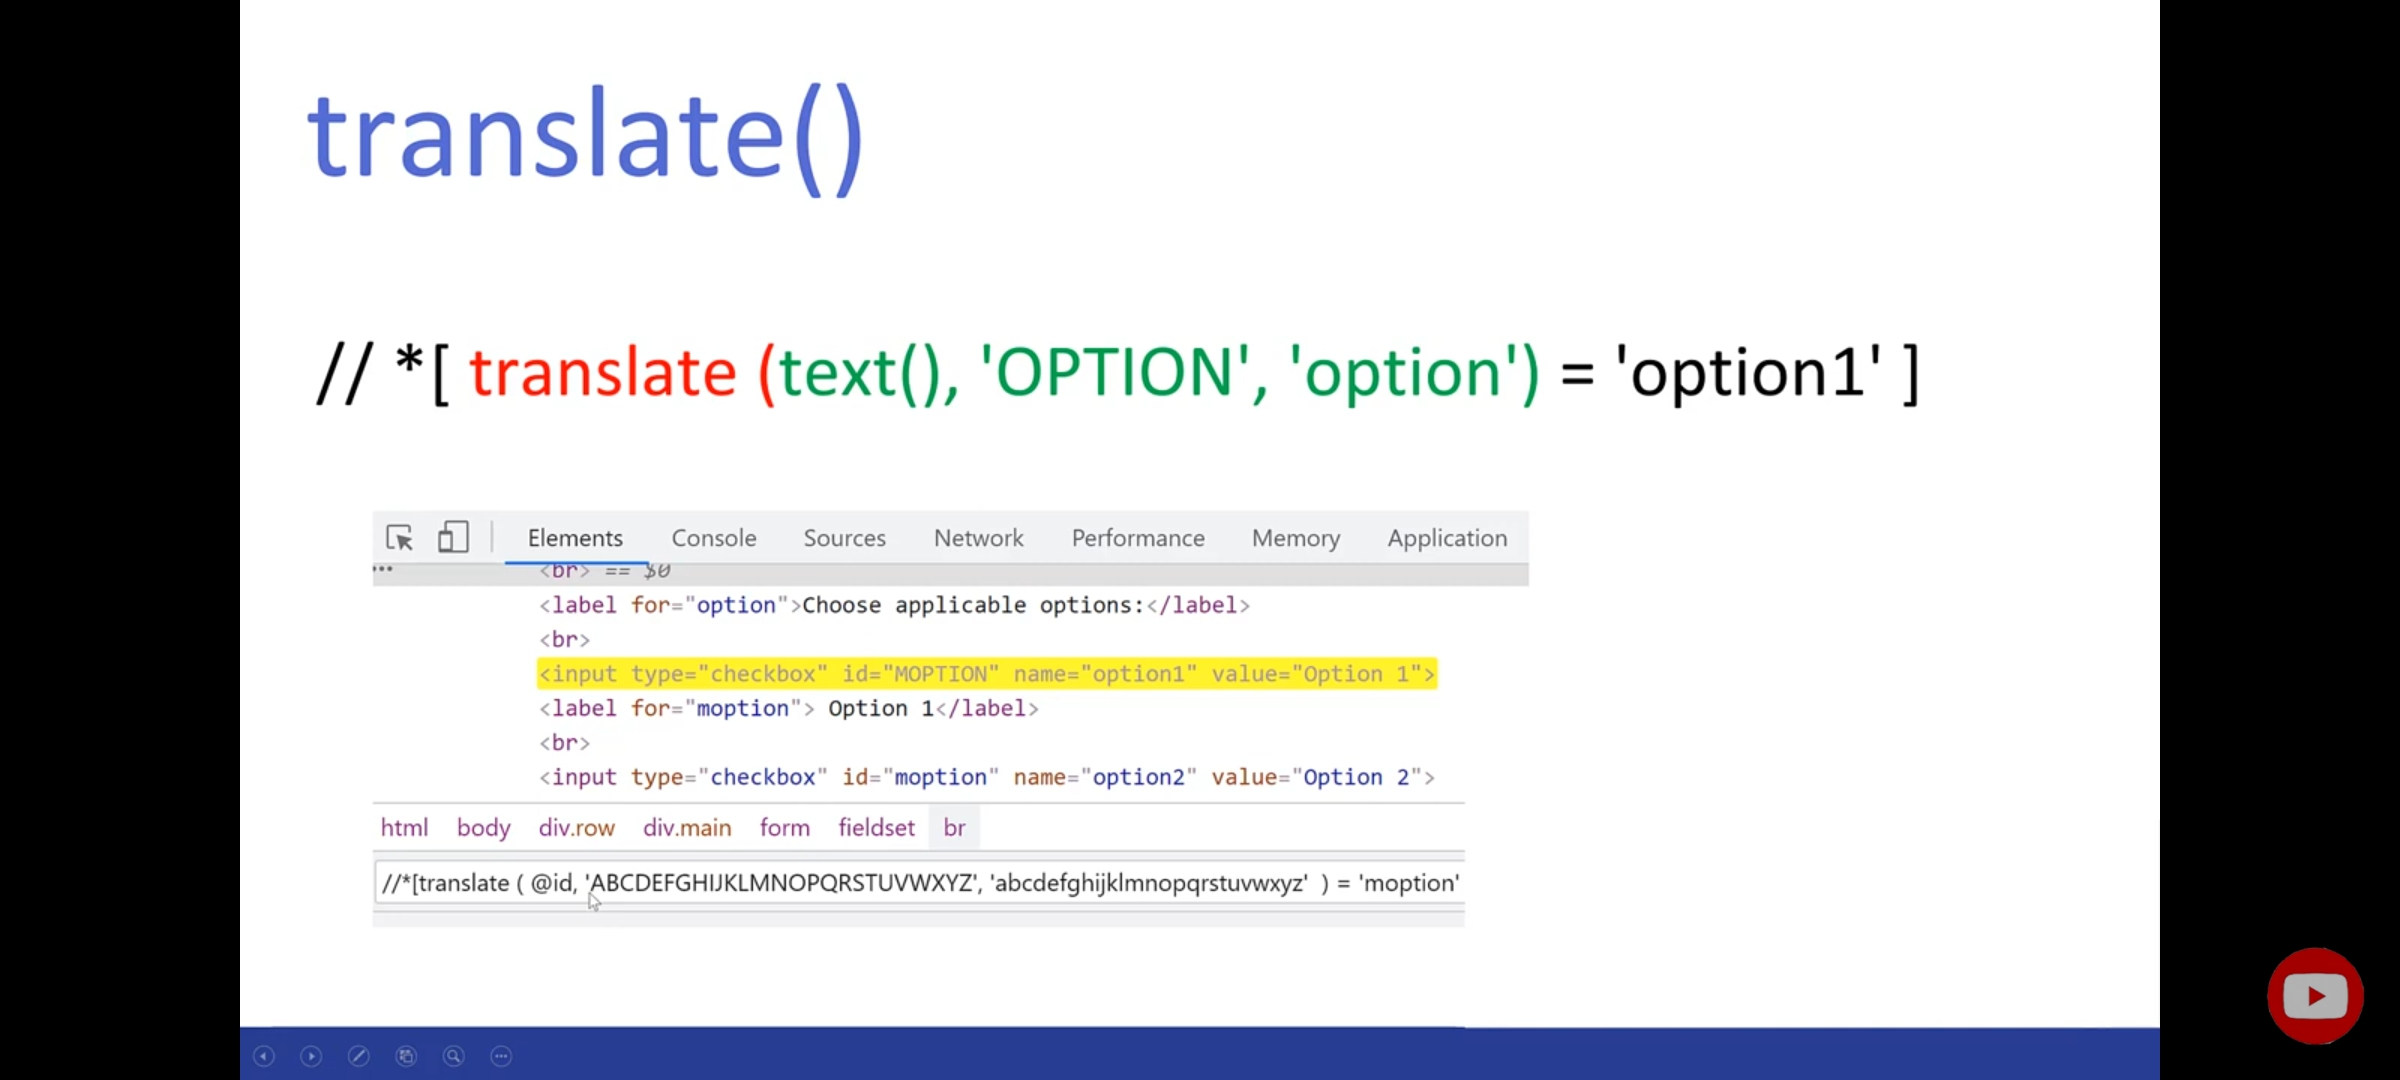 translate()
// *[ translate (text(), 'OPTION', 'option') = 'option1' ]
Elements Console Sources Network Performance Memory Application
... <br> == $0
<label for="option">Choose applicable options:</label>
<br>
<input type="checkbox" id="MOPTION" name="option1" value="Option 1">
<label for="moption"> Option 1</label>
<br>
<input type="checkbox" id="moption" name="option2" value="Option 2">
html body div.row div.main form fieldset br
//*[translate ( @id, 'ABCDEFGHIJKLMNOPQRSTUVWXYZ', 'abcdefghijklmnopqrstuvwxyz' ) = 'moption'